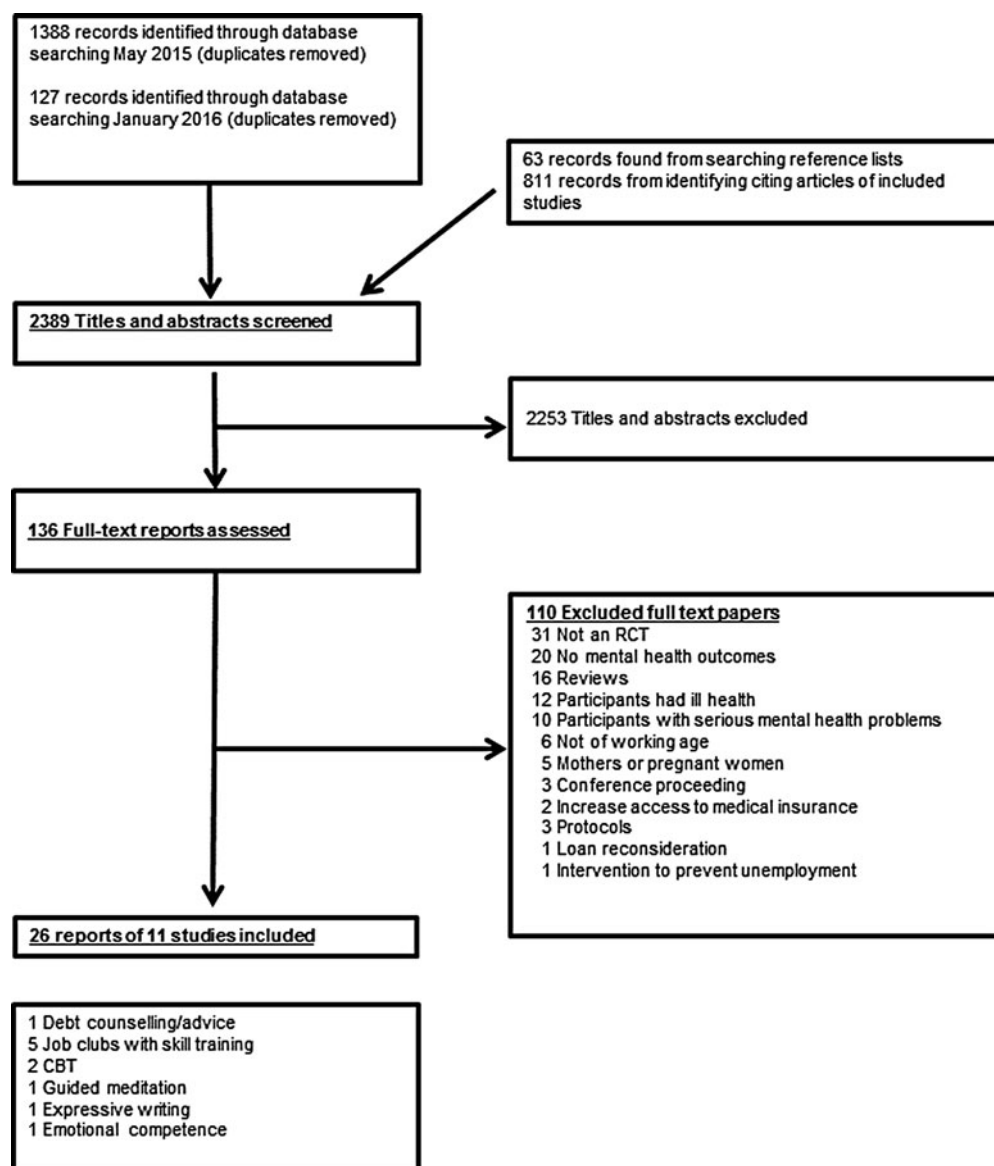 1388 records identified through database
searching May 2015 (duplicates removed)
127 records identified through database
searching January 2016 (duplicates removed)
63 records found from searching reference lists
811 records from identifying citing articles of included
studies
2389 Titles and abstracts screened
2253 Titles and abstracts excluded
136 Full-text reports assessed
110 Excluded full text papers
31 Not an RCT
20 No mental health outcomes
16 Reviews
12 Participants had ill health
10 Participants with serious mental health problems
6 Not of working age
5 Mothers or pregnant women
3 Conference proceeding
2 Increase access to medical insurance
3 Protocols
1 Loan reconsideration
1 Intervention to prevent unemployment
26 reports of 11 studies included
1 Debt counselling/advice
5 Job clubs with skill training
2 CBT
1 Guided meditation
1 Expressive writing
1 Emotional competence